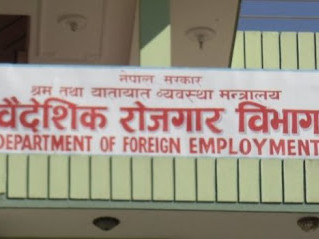 नेपाल सरकार
श्रम तथा यातायात व्यवस्था मन्त्रालय
वैदेशिक रोजगार विभाग
DEPARTMENT OF FOREIGN EMPLOYMENT